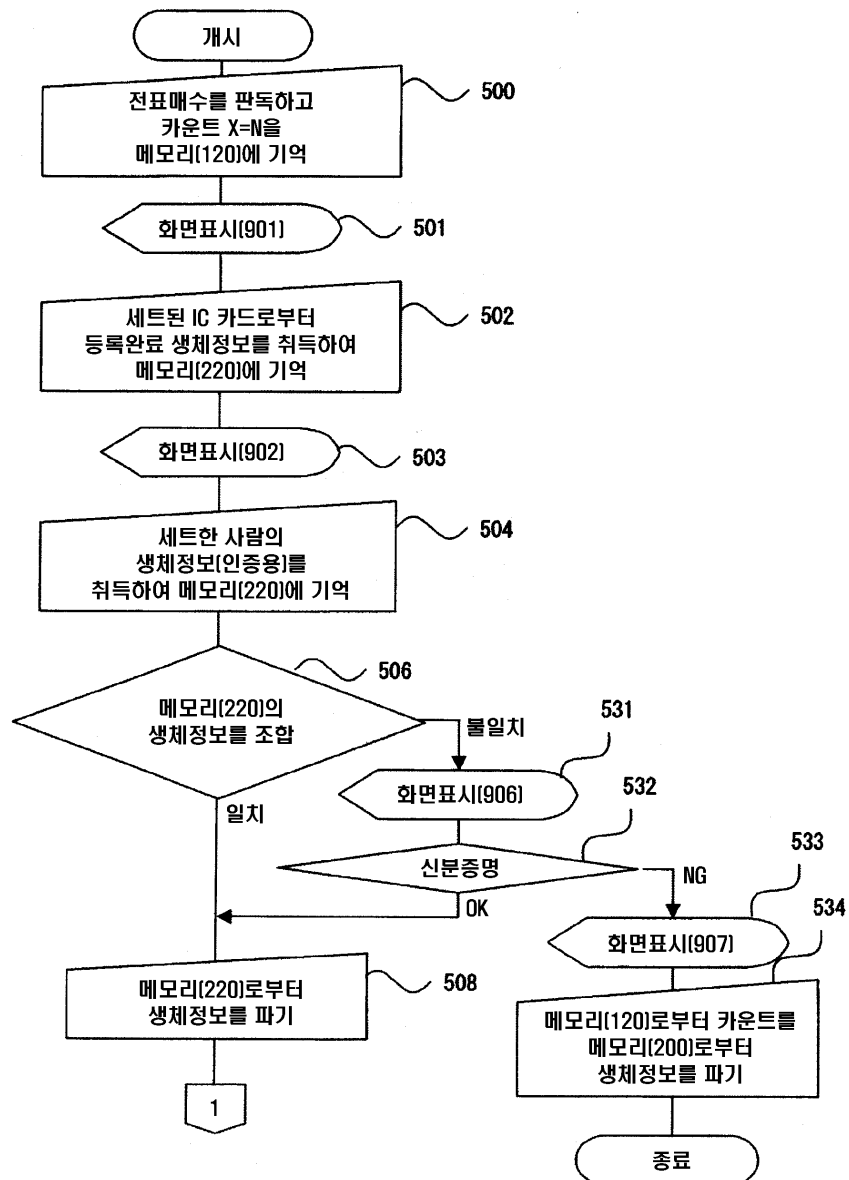 개시
전표매수를 판독하고
카운트 X=N을
메모리(120)에 기억
500
화면표시(901)
501
세트된 IC 카드로부터
등록완료 생체정보를 취득하여
메모리(220)에 기억
502
화면표시(902)
503
세트한 사람의
생체정보(인증용)를
취득하여 메모리(220)에 기억
504
506
메모리(220)의
생체정보를 조합
불일치
531
일치
화면표시(906)
532
신분증명
NG
533
OK
534
화면표시(907)
메모리(220)로부터
생체정보를 파기
508
메모리(120)로부터 카운트를
메모리(200)로부터
생체정보를 파기
1
종료